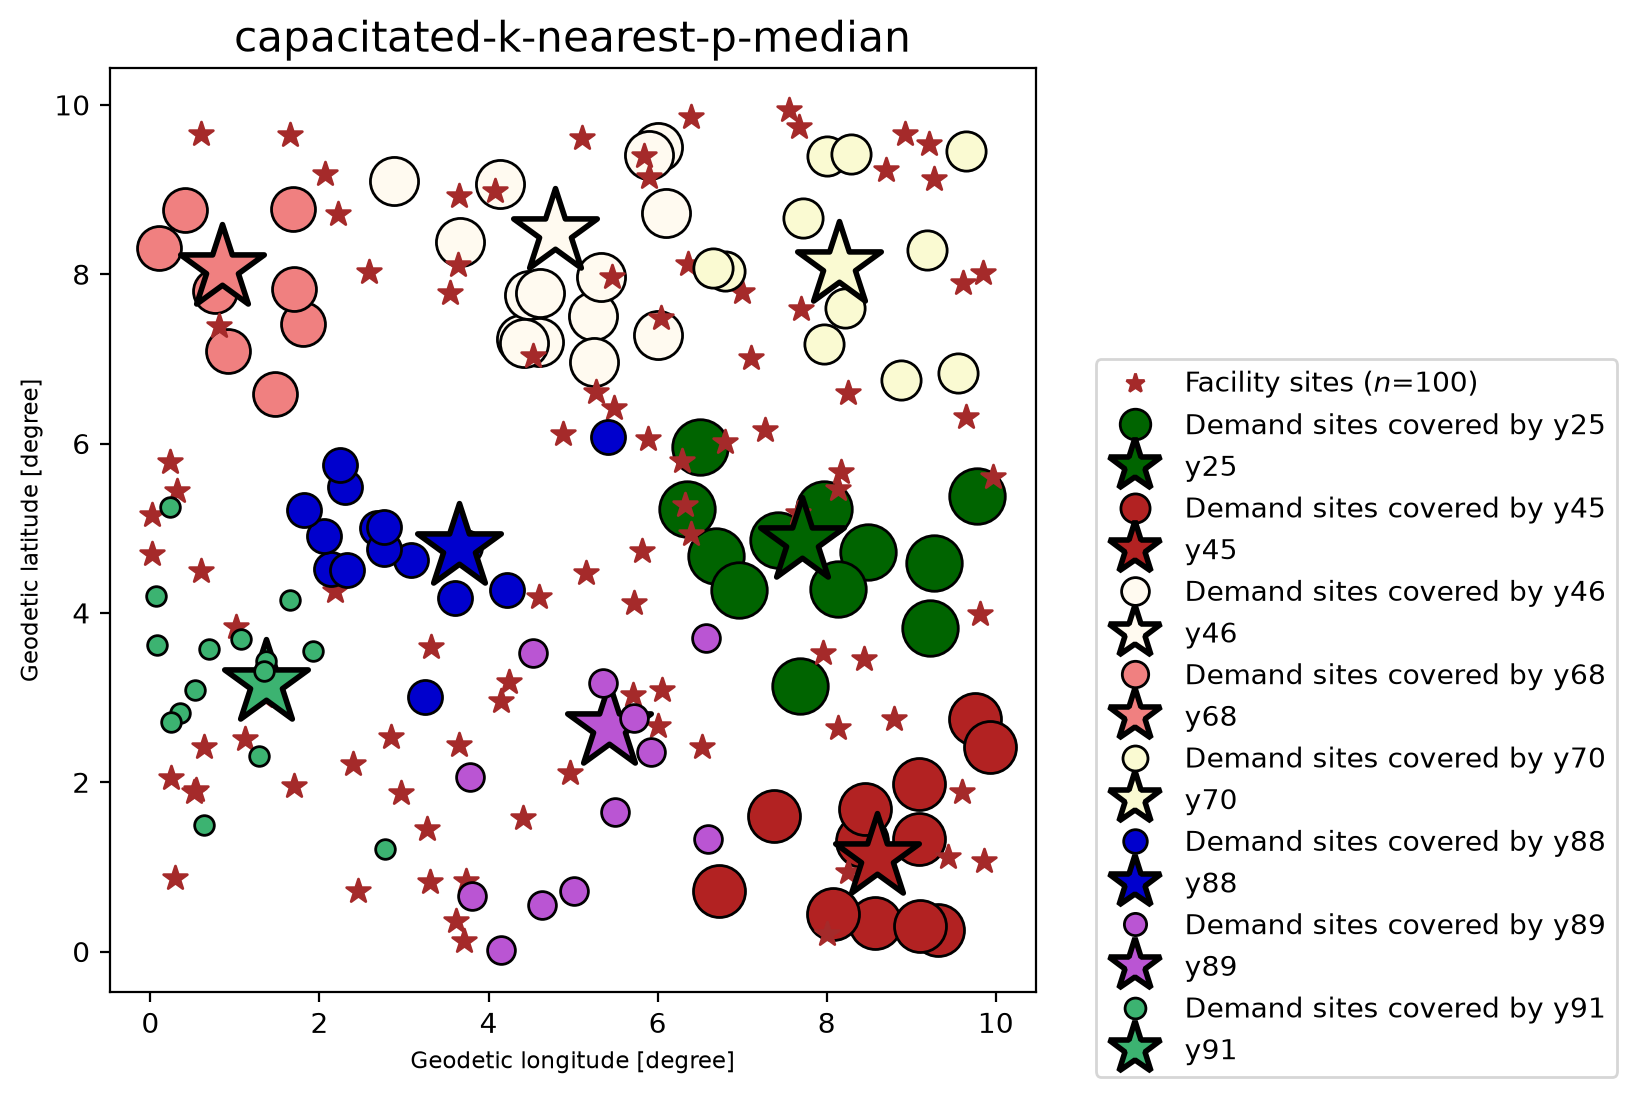 capacitated-k-nearest-p-median
10
8
6
4
2
0
Geodetic latitude [degree]
0 2 4 6 8 10
Geodetic longitude [degree]
Facility sites (n=100)
Demand sites covered by y25
y25
Demand sites covered by y45
y45
Demand sites covered by y46
y46
Demand sites covered by y68
y68
Demand sites covered by y70
y70
Demand sites covered by y88
y88
Demand sites covered by y89
y89
Demand sites covered by y91
y91